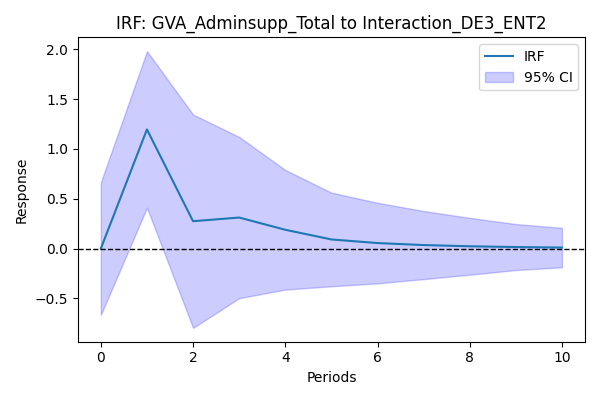 IRF: GVA_Adminsupp_Total to Interaction_DE3_ENT2
IRF
95% CI
Response
2.0
1.5
1.0
0.5
0.0
−0.5
0 2 4 6 8 10
Periods